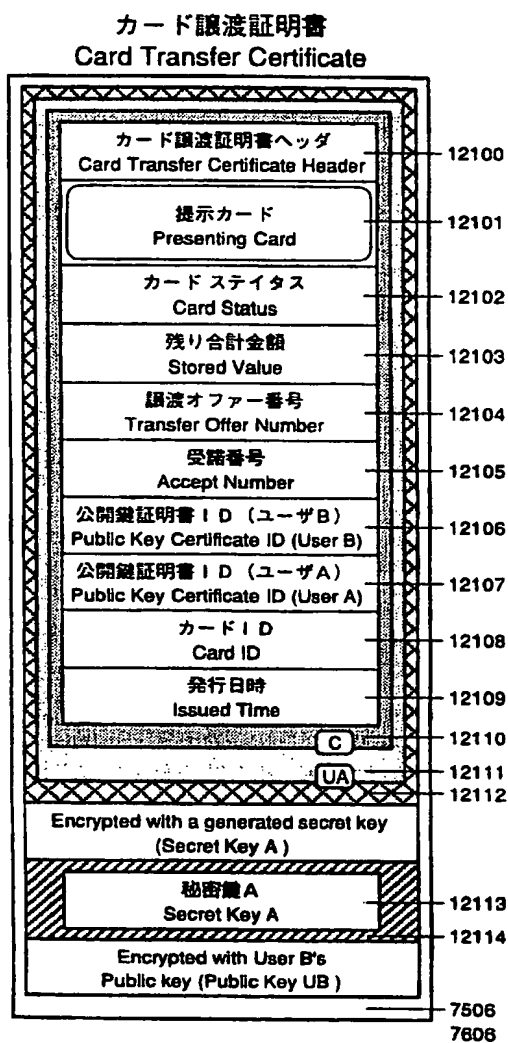 カード譲渡証明書
Card Transfer Certificate
カード譲渡証明書ヘッダ
Card Transfer Certificate Header
12100
提示カード
Presenting Card
12101
カード ステイタス
Card Status
12102
残り合計金額
Stored Value
12103
譲渡オファー番号
Transfer Offer Number
12104
受諾番号
Accept Number
12105
公開鍵証明書ID（ユーザB）
Public Key Certificate ID (User B)
12106
公開鍵証明書ID（ユーザA）
Public Key Certificate ID (User A)
12107
カードID
Card ID
12108
発行日時
Issued Time
12109
C
12110
UA
12111
12112
Encrypted with a generated secret key
(Secret Key A )
秘密鍵A
Secret Key A
12113
12114
Encrypted with User B's
Public key (Public Key UB )
7506
7606